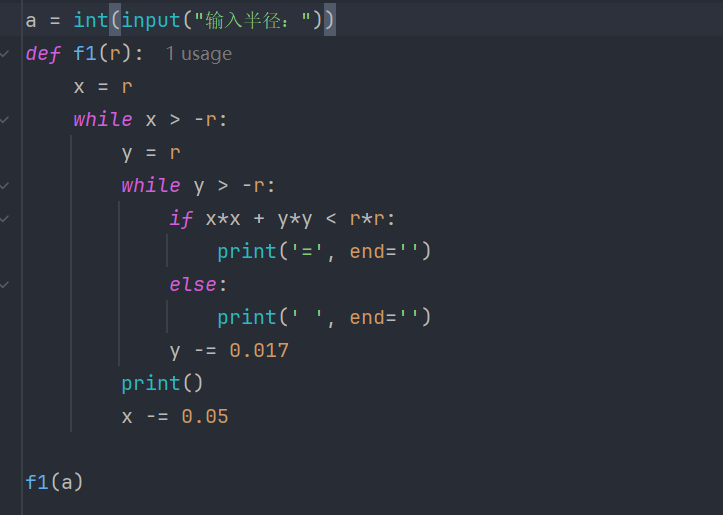 a = int(input("输入半径："))
def f1(r):  1 usage
    x = r
    while x > -r:
        y = r
        while y > -r:
            if x*x + y*y < r*r:
                print('=', end='')
            else:
                print(' ', end='')
            y -= 0.017
        print()
        x -= 0.05

f1(a)